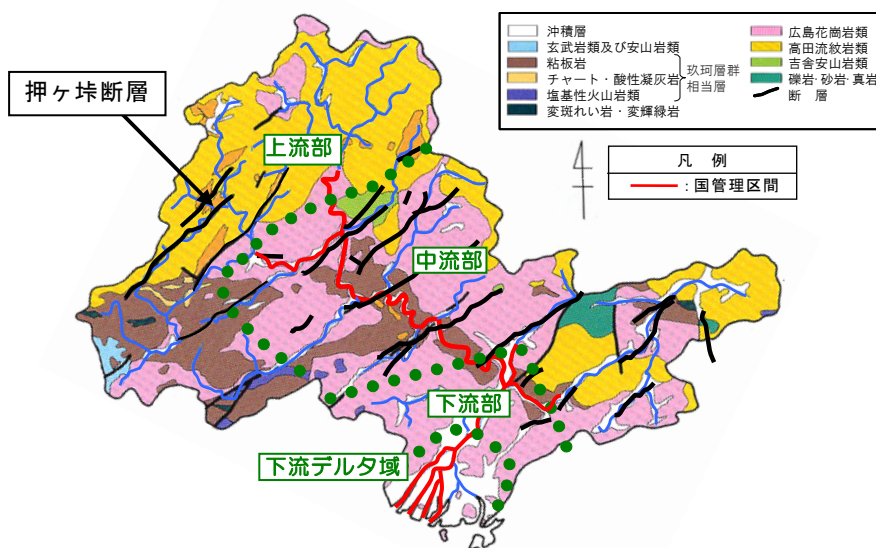 沖積層
玄武岩類及び安山岩類
粘板岩
チャート・酸性凝灰岩
塩基性火山岩類
変斑れい岩・変輝緑岩
玖珂層群
相当層
広島花崗岩類
高田流紋岩類
吉舎安山岩類
礫岩・砂岩・真岩
断 層
押ヶ垰断層
上流部
凡 例
:国管理区間
中流部
下流部
下流デルタ域